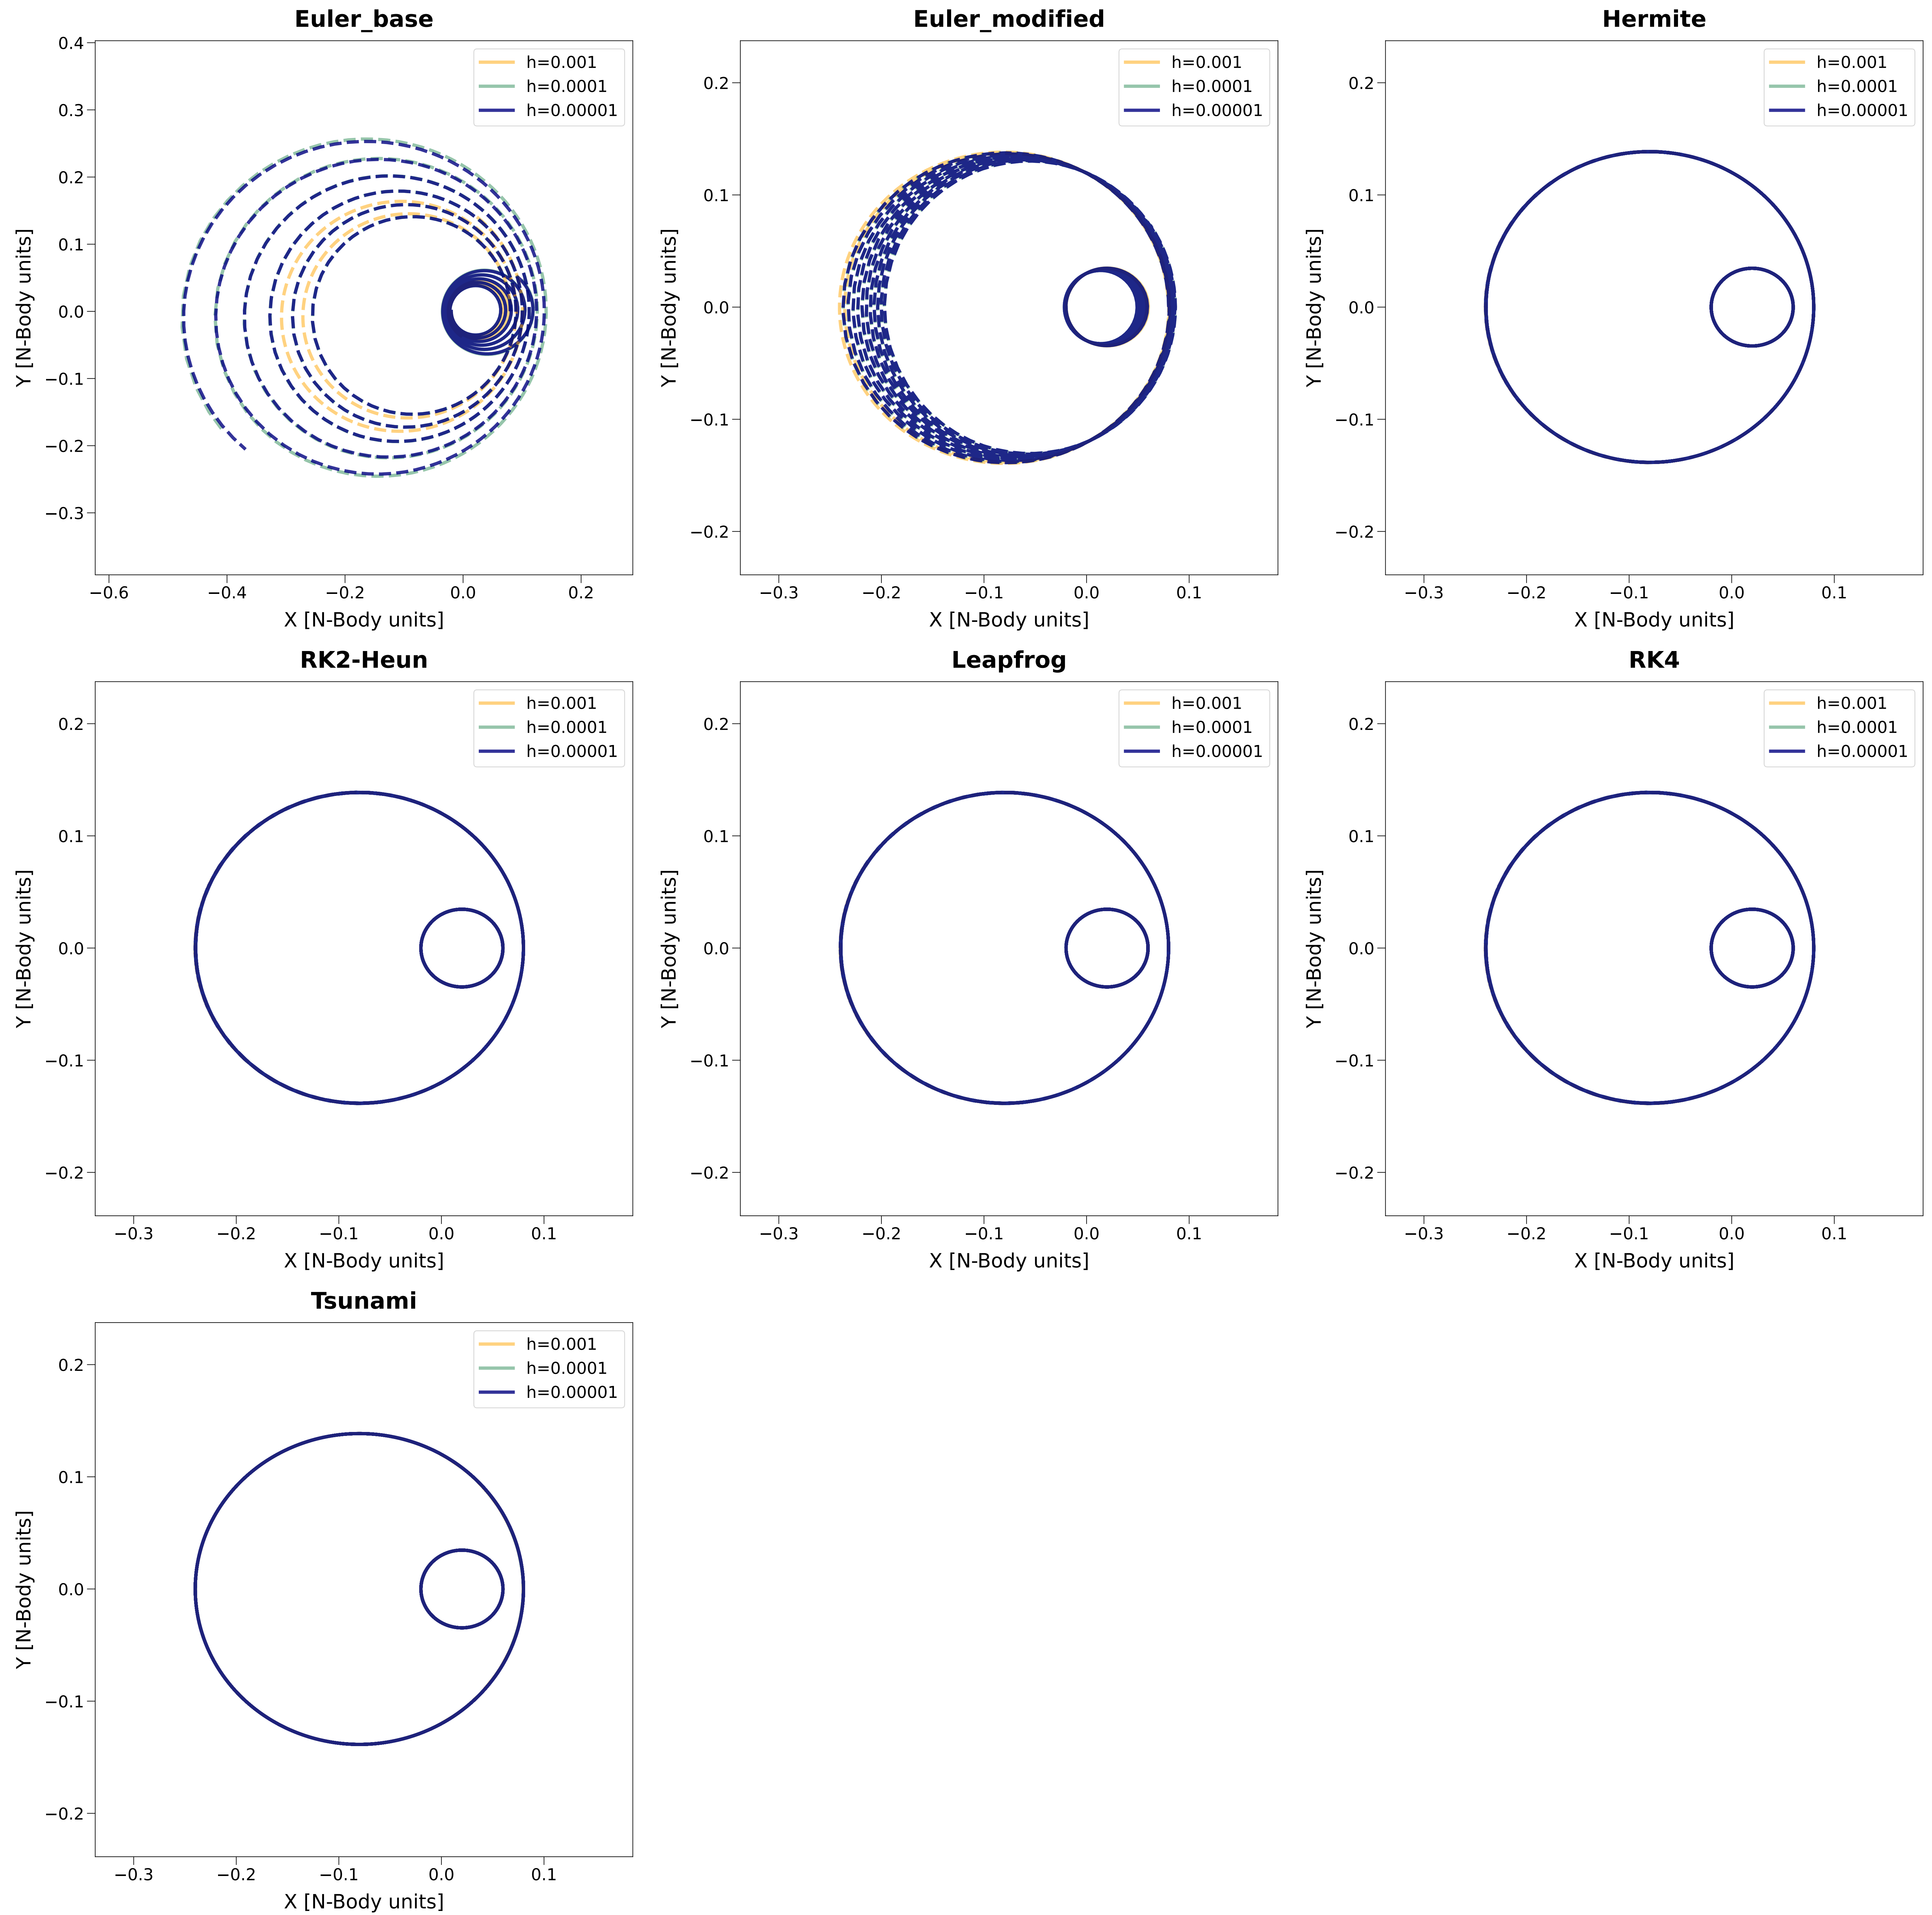 Euler_base
0.4
0.3
0.2
0.1
0.0
−0.1
−0.2
−0.3
Y [N-Body units]
h=0.001
h=0.0001
h=0.00001
−0.6 −0.4 −0.2 0.0 0.2
X [N-Body units]
Euler_modified
0.2
0.1
0.0
−0.1
−0.2
Y [N-Body units]
h=0.001
h=0.0001
h=0.00001
−0.3 −0.2 −0.1 0.0 0.1
X [N-Body units]
Hermite
0.2
0.1
0.0
−0.1
−0.2
Y [N-Body units]
h=0.001
h=0.0001
h=0.00001
−0.3 −0.2 −0.1 0.0 0.1
X [N-Body units]
RK2-Heun
0.2
0.1
0.0
−0.1
−0.2
Y [N-Body units]
h=0.001
h=0.0001
h=0.00001
−0.3 −0.2 −0.1 0.0 0.1
X [N-Body units]
Leapfrog
0.2
0.1
0.0
−0.1
−0.2
Y [N-Body units]
h=0.001
h=0.0001
h=0.00001
−0.3 −0.2 −0.1 0.0 0.1
X [N-Body units]
RK4
0.2
0.1
0.0
−0.1
−0.2
Y [N-Body units]
h=0.001
h=0.0001
h=0.00001
−0.3 −0.2 −0.1 0.0 0.1
X [N-Body units]
Tsunami
0.2
0.1
0.0
−0.1
−0.2
Y [N-Body units]
h=0.001
h=0.0001
h=0.00001
−0.3 −0.2 −0.1 0.0 0.1
X [N-Body units]